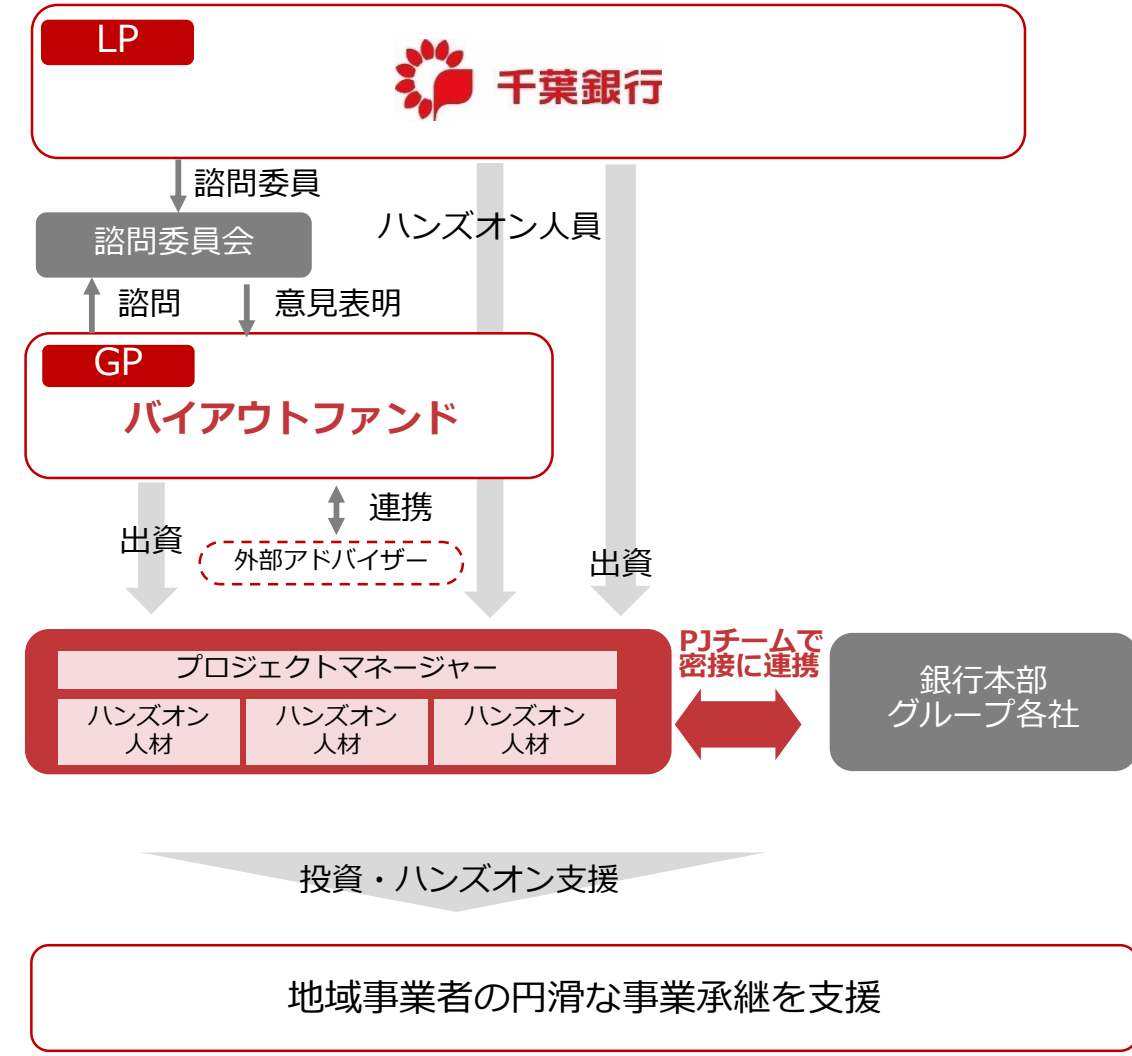 LP
千葉銀行
諮問委員
ハンズオン人員
諮問委員会
諮問
意見表明
GP
バイアウトファンド
出資
連携
外部アドバイザー
出資
PJチームで
密接に連携
プロジェクトマネージャー
ハンズオン
人材
ハンズオン
人材
ハンズオン
人材
銀行本部
グループ各社
投資・ハンズオン支援
地域事業者の円滑な事業承継を支援